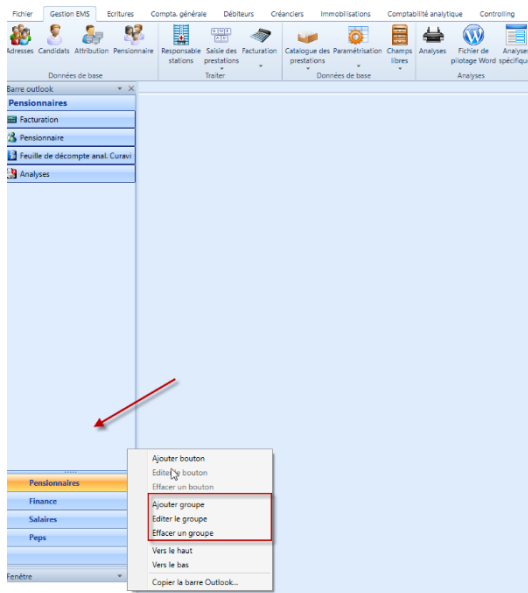 Fichier Gestion EMS Ecritures Compta. générale Débiteurs Créanciers Immobilisations Comptabilité analytique Controlling
Adresses Candidats Attribution Pensionnaire Responsable stations Saisie des prestations Facturation Catalogue des prestations Paramétrisation Champs libres Analyses Fichier de pilotage Word Analyse spécifiqu
Données de base Traiter Données de base Analyses
Barre outlook
Pensionnaires
Facturation
Pensionnaire
Feuille de décompte anal. Curavi
Analyses
Pensionnaires
Finance
Salaires
Peps
Fenêtre
Ajouter bouton
Editer le bouton
Effacer un bouton
Ajouter groupe
Editer le groupe
Effacer un groupe
Vers le haut
Vers le bas
Copier la barre Outlook...